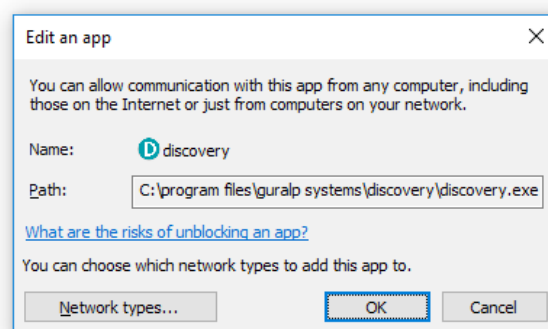 Edit an app
You can allow communication with this app from any computer, including
those on the Internet or just from computers on your network.
Name: D discovery
Path: C:\program files\guralp systems\discovery\discovery.exe
What are the risks of unblocking an app?
You can choose which network types to add this app to.
Network types... OK Cancel